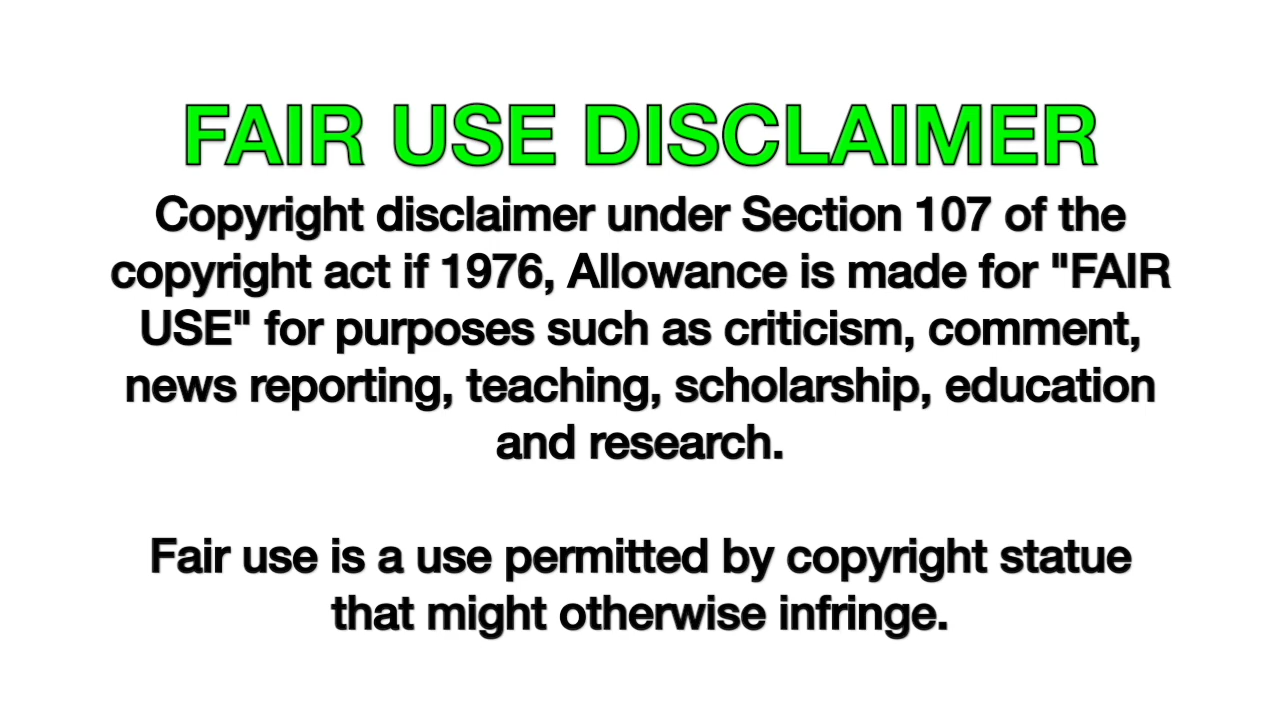 FAIR USE DISCLAIMER
Copyright disclaimer under Section 107 of the
copyright act if 1976, Allowance is made for "FAIR
USE" for purposes such as criticism, comment,
news reporting, teaching, scholarship, education
and research.
Fair use is a use permitted by copyright statue
that might otherwise infringe.